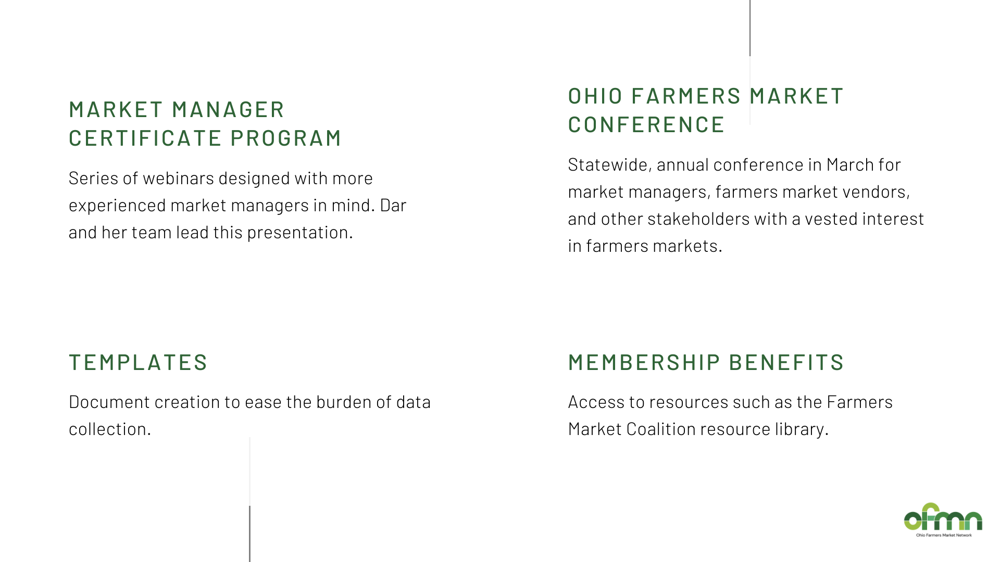 MARKET MANAGER
CERTIFICATE PROGRAM
Series of webinars designed with more
experienced market managers in mind. Dar
and her team lead this presentation.
OHIO FARMERS MARKET
CONFERENCE
Statewide, annual conference in March for
market managers, farmers market vendors,
and other stakeholders with a vested interest
in farmers markets.
TEMPLATES
Document creation to ease the burden of data
collection.
MEMBERSHIP BENEFITS
Access to resources such as the Farmers
Market Coalition resource library.
ofmn
Ohio Farmers Market Network